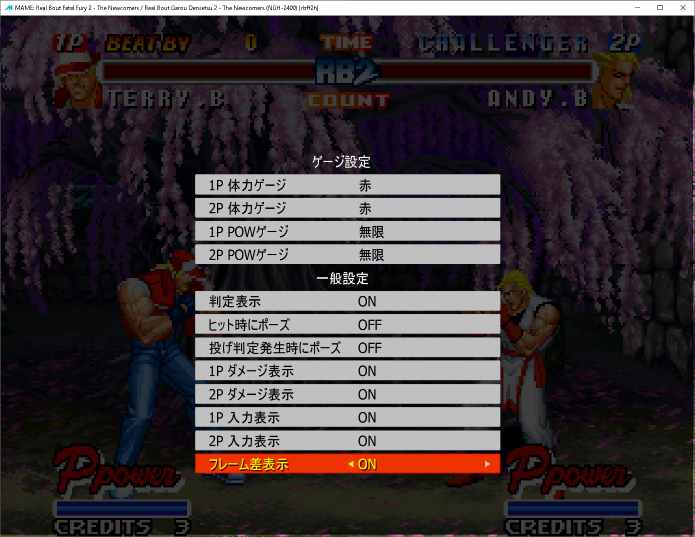 MAME: Real Bout Fatal Fury 2 - The Newcomers / Real Bout Garou Densetsu 2 - The Newcomers (NGH-2400) [rbff2h]
1P BEAT BY 0 TIME CHALLENGER 2P
RB2
TERRY.B COUNT ANDY.B
ゲージ設定
1P 体力ゲージ 赤
2P 体力ゲージ 赤
1P POWゲージ 無限
2P POWゲージ 無限
一般設定
判定表示 ON
ヒット時にポーズ OFF
投げ判定発生時にポーズ OFF
1P ダメージ表示 ON
2P ダメージ表示 ON
1P 入力表示 ON
2P 入力表示 ON
フレーム差表示 ON
Ppower Ppower
CREDITS 3 CREDITS 3